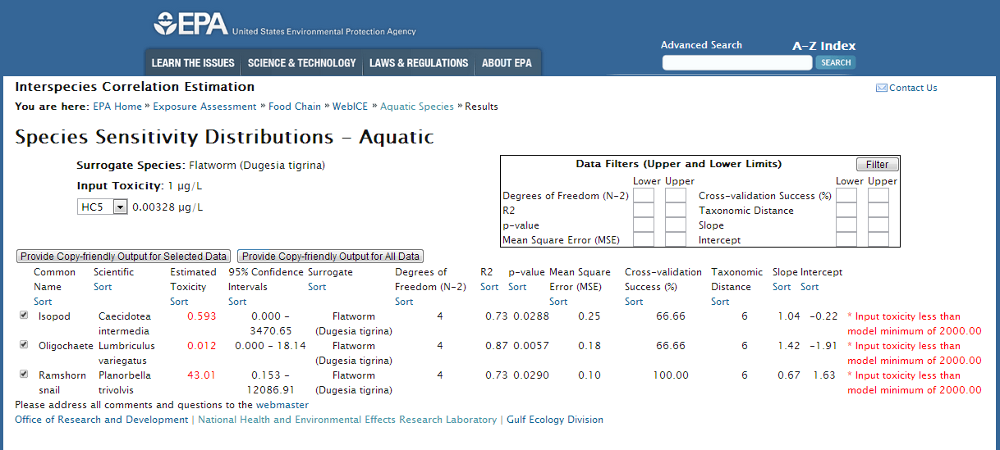 EPA United States Environmental Protection Agency
Advanced Search A-Z Index
LEARN THE ISSUES SCIENCE & TECHNOLOGY LAWS & REGULATIONS ABOUT EPA
SEARCH
Interspecies Correlation Estimation
Contact Us
You are here: EPA Home » Exposure Assessment » Food Chain » WebICE » Aquatic Species » Results
Species Sensitivity Distributions - Aquatic
Surrogate Species: Flatworm (Dugesia tigrina)
Input Toxicity: 1 µg/L
HC5 0.00328 µg/L
Data Filters (Upper and Lower Limits) Filter
Lower Upper Lower Upper
Degrees of Freedom (N-2) Cross-validation Success (%)
R2 Taxonomic Distance
p-value Slope
Mean Square Error (MSE) Intercept
Provide Copy-friendly Output for Selected Data Provide Copy-friendly Output for All Data
Common Scientific Estimated 95% Confidence Surrogate Degrees of R2 p-value Mean Square Cross-validation Taxonomic Slope Intercept
Name Sort Toxicity Intervals Sort Freedom (N-2) Sort Sort Error (MSE) Success (%) Distance Sort Sort
Sort Sort Sort Sort Sort Sort Sort
Isopod Caecidotea 0.593 0.000 - Flatworm 4 0.73 0.0288 0.25 66.66 6 1.04 -0.22 * Input toxicity less than
intermedia 3470.65 (Dugesia tigrina) model minimum of 2000.00
Oligochaete Lumbriculus 0.012 0.000 - 18.14 Flatworm 4 0.87 0.0057 0.18 66.66 6 1.42 -1.91 * Input toxicity less than
variegatus (Dugesia tigrina) model minimum of 2000.00
Ramshorn Planorbella 43.01 0.153 - Flatworm 4 0.73 0.0290 0.10 100.00 6 0.67 1.63 * Input toxicity less than
snail trivolvis 12086.91 (Dugesia tigrina) model minimum of 2000.00
Please address all comments and questions to the webmaster
Office of Research and Development | National Health and Environmental Effects Research Laboratory | Gulf Ecology Division